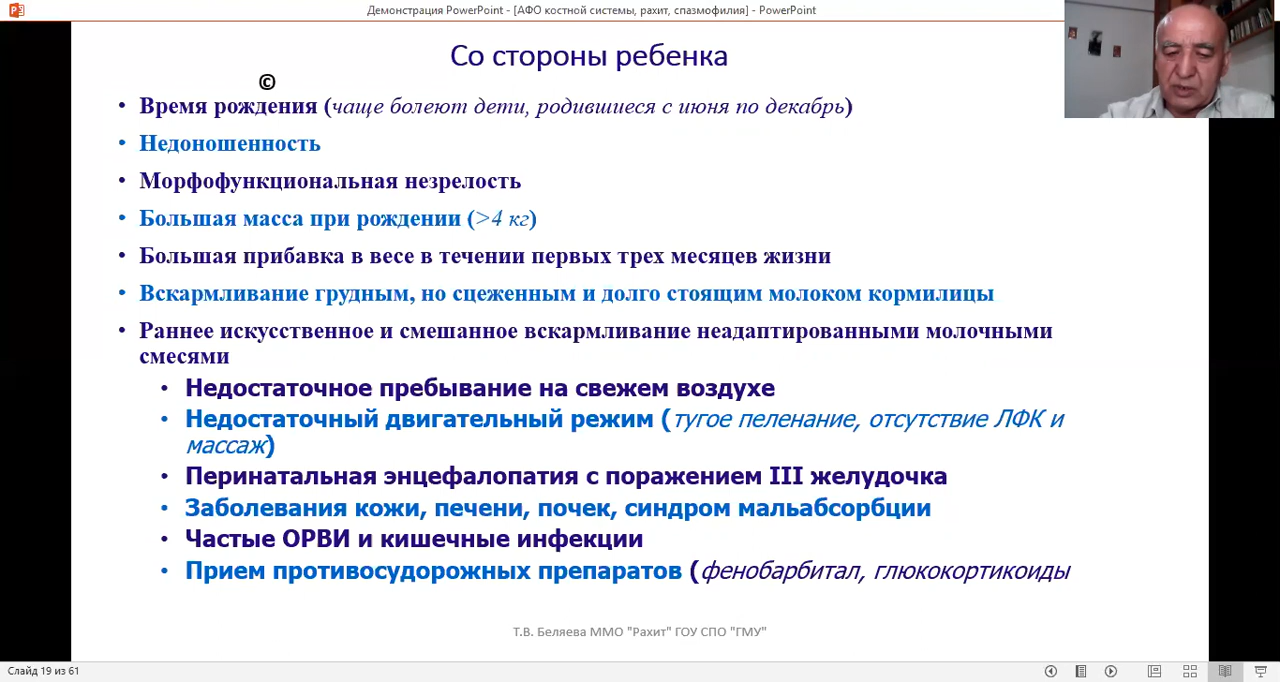 Демонстрация PowerPoint - [АФО костной системы, рахит, спазмофилия] - PowerPoint
Со стороны ребенка
©
• Время рождения (чаще болеют дети, родившиеся с июня по декабрь)
• Недоношенность
• Морфофункциональная незрелость
• Большая масса при рождении (>4 кг)
• Большая прибавка в весе в течении первых трех месяцев жизни
• Вскармливание грудным, но сцеженным и долго стоящим молоком кормилицы
• Раннее искусственное и смешанное вскармливание неадаптированными молочными
смесями
• Недостаточное пребывание на свежем воздухе
• Недостаточный двигательный режим (тугое пеленание, отсутствие ЛФК и
массаж)
• Перинатальная энцефалопатия с поражением III желудочка
• Заболевания кожи, печени, почек, синдром мальабсорбции
• Частые ОРВИ и кишечные инфекции
• Прием противосудорожных препаратов (фенобарбитал, глюкокортикоиды
Т.В. Беляева ММО "Рахит" ГОУ СПО "ГМУ"
Слайд 19 из 61